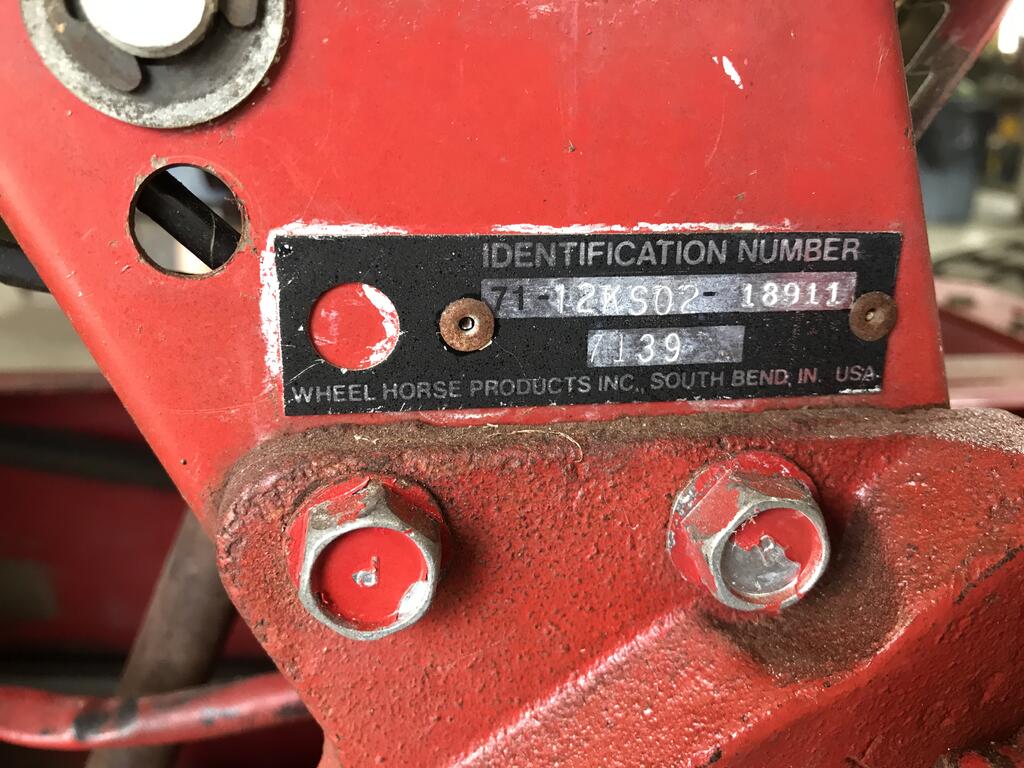 IDENTIFICATION NUMBER
71-12KS02-18911
7139
WHEEL HORSE PRODUCTS INC., SOUTH BEND, IN. USA.